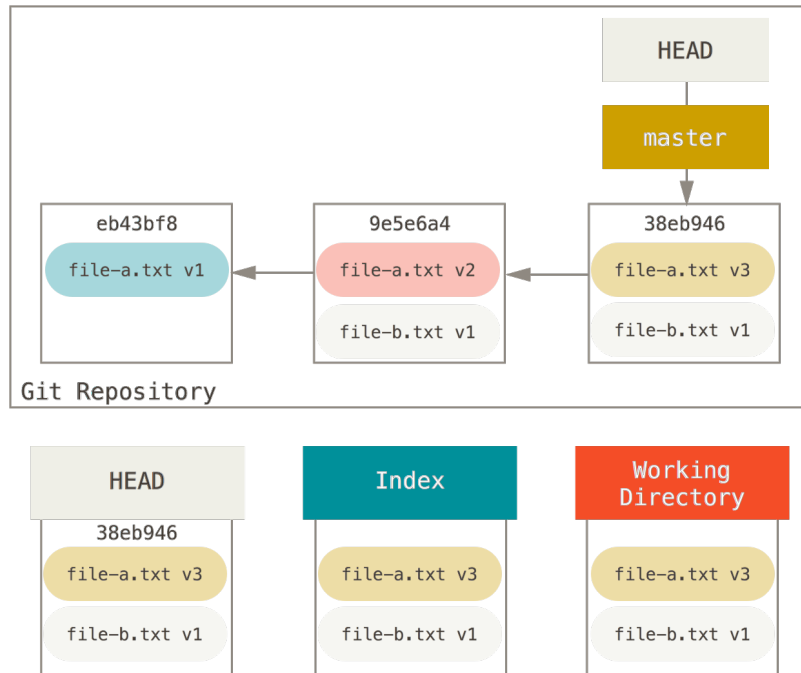 HEAD
master
eb43bf8
9e5e6a4
38eb946
file-a.txt v1
file-a.txt v2
file-a.txt v3
file-b.txt v1
file-b.txt v1
Git Repository
HEAD
Index
Working
Directory
38eb946
file-a.txt v3
file-a.txt v3
file-a.txt v3
file-b.txt v1
file-b.txt v1
file-b.txt v1